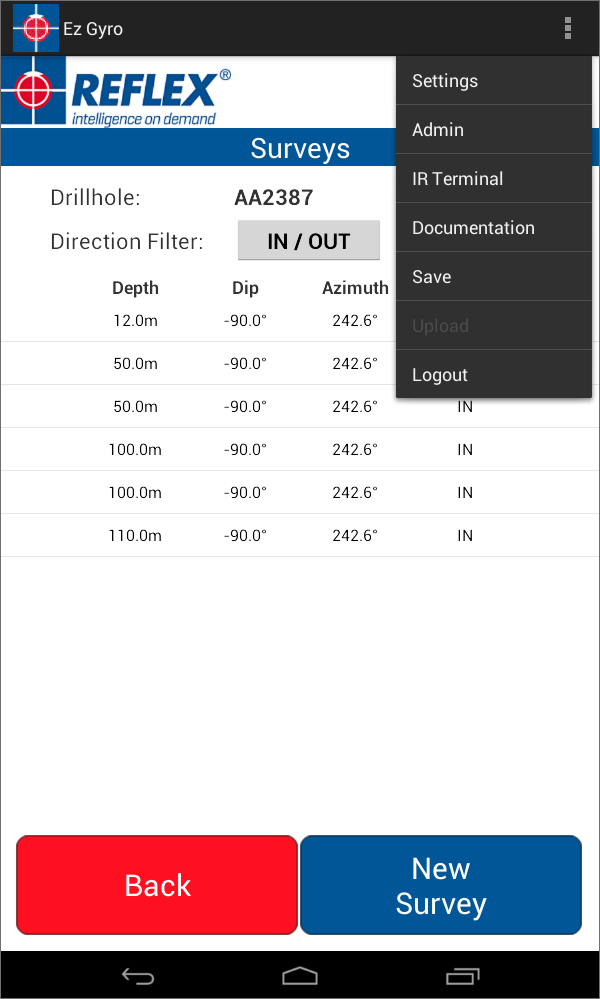 Ez Gyro
REFLEX®
intelligence on demand
Settings
Admin
IR Terminal
Documentation
Save
Upload
Logout
Surveys
Drillhole: AA2387
Direction Filter: IN / OUT
Depth Dip Azimuth
12.0m -90.0° 242.6°
50.0m -90.0° 242.6°
50.0m -90.0° 242.6° IN
100.0m -90.0° 242.6° IN
100.0m -90.0° 242.6° IN
110.0m -90.0° 242.6° IN
Back
New
Survey